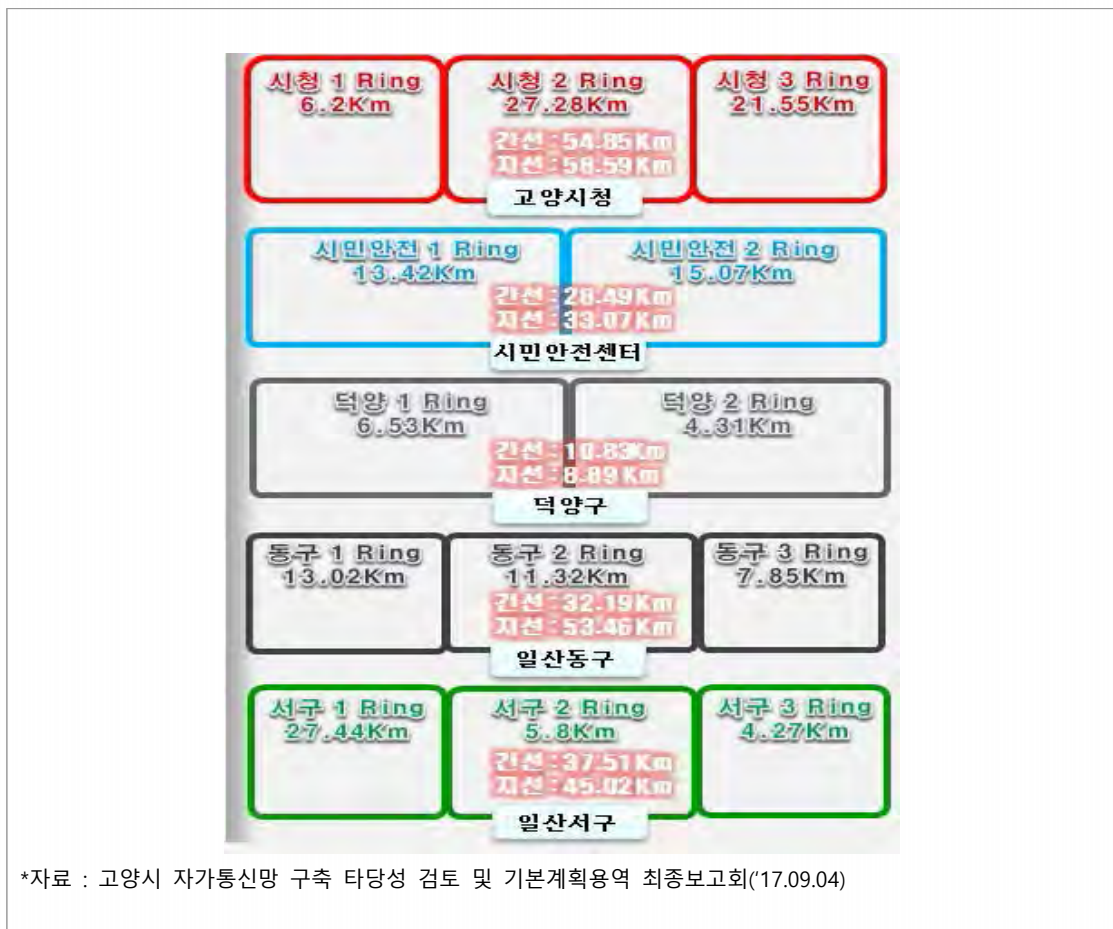 시청 1 Ring
6.2Km
시청 2 Ring
27.28Km
시청 3 Ring
21.55Km
간선 : 54.85Km
지선 : 58.59Km
고양시청
시민안전 1 Ring
13.42Km
시민안전 2 Ring
15.07Km
간선 : 28.49Km
지선 : 33.07Km
시민안전센터
덕양 1 Ring
6.53Km
덕양 2 Ring
4.31Km
간선 : 10.83Km
지선 : 8.89Km
덕양구
동구 1 Ring
13.02Km
동구 2 Ring
11.32Km
동구 3 Ring
7.85Km
간선 : 32.19Km
지선 : 53.46Km
일산동구
서구 1 Ring
27.44Km
서구 2 Ring
5.8Km
서구 3 Ring
4.27Km
간선 : 37.51Km
지선 : 45.02Km
일산서구
*자료 : 고양시 자가통신망 구축 타당성 검토 및 기본계획용역 최종보고회('17.09.04)